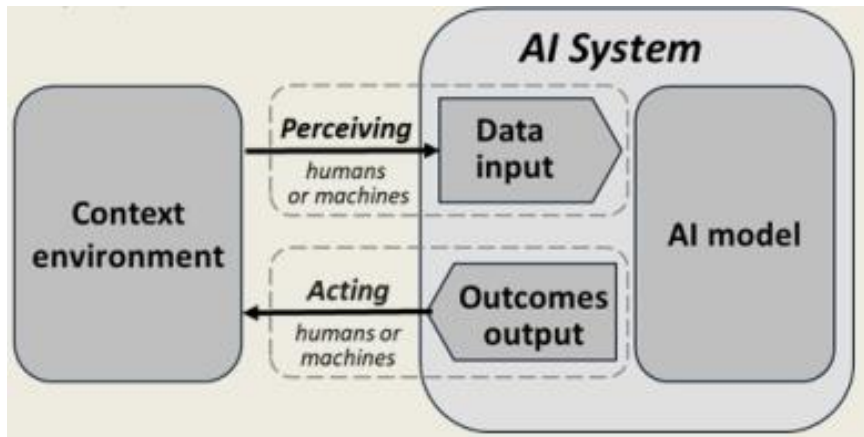 AI System
Perceiving
humans
or machines
Data
input
Context
environment
AI model
Acting
humans or
machines
Outcomes
output